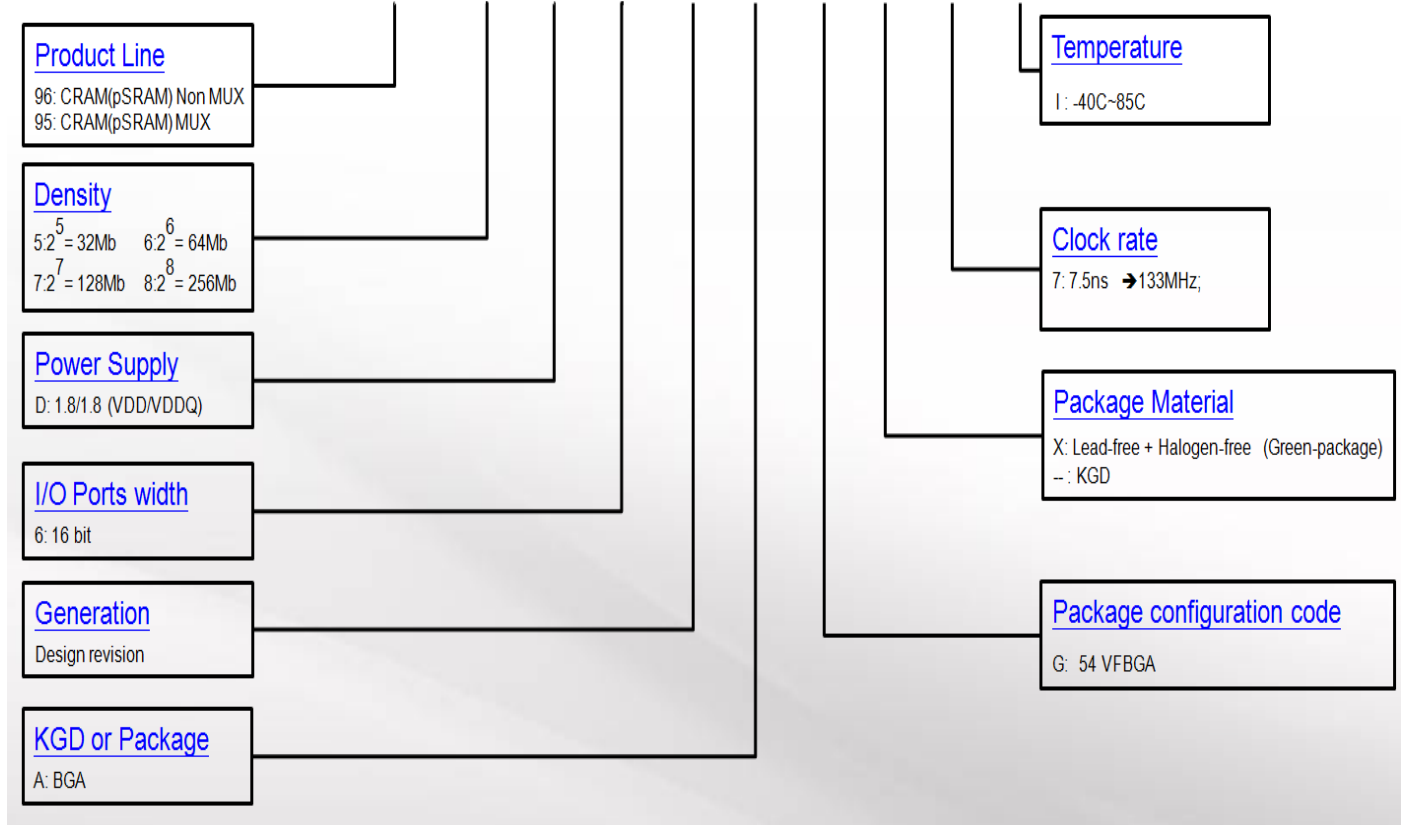 Product Line
96: CRAM(pSRAM) Non MUX
95: CRAM(pSRAM) MUX
Density
5:2^5= 32Mb 6:2^6= 64Mb
7:2^7= 128Mb 8:2^8= 256Mb
Power Supply
D: 1.8/1.8 (VDD/VDDQ)
I/O Ports width
6: 16 bit
Generation
Design revision
KGD or Package
A: BGA
Temperature
I : -40C~85C
Clock rate
7: 7.5ns ➔133MHz;
Package Material
X: Lead-free + Halogen-free (Green-package)
-- : KGD
Package configuration code
G: 54 VFBGA